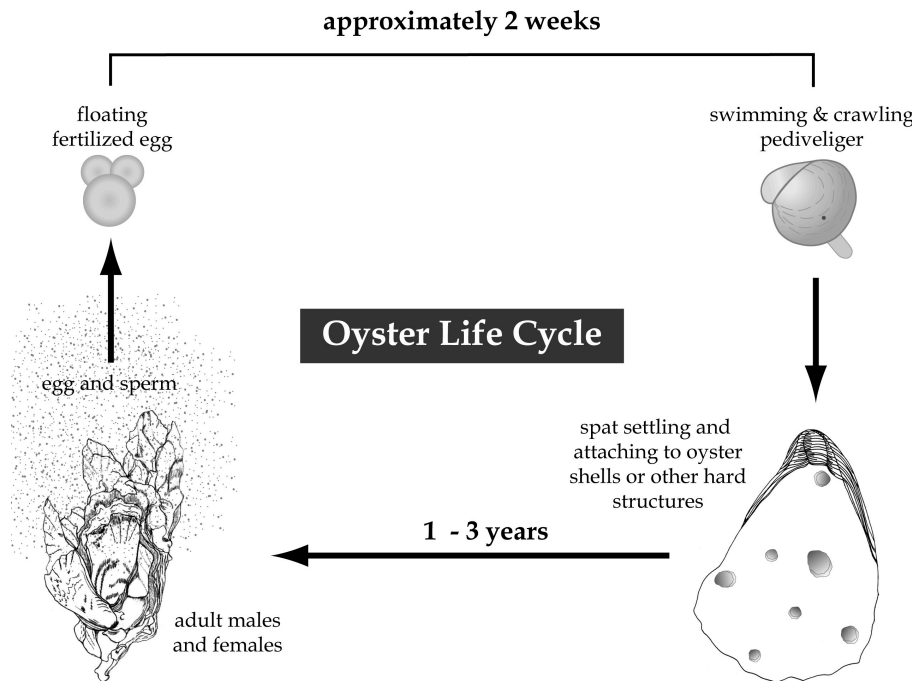 approximately 2 weeks
floating
fertilized egg
swimming & crawling
pediveliger
Oyster Life Cycle
egg and sperm
spat settling and
attaching to oyster
shells or other hard
structures
1 - 3 years
adult males
and females